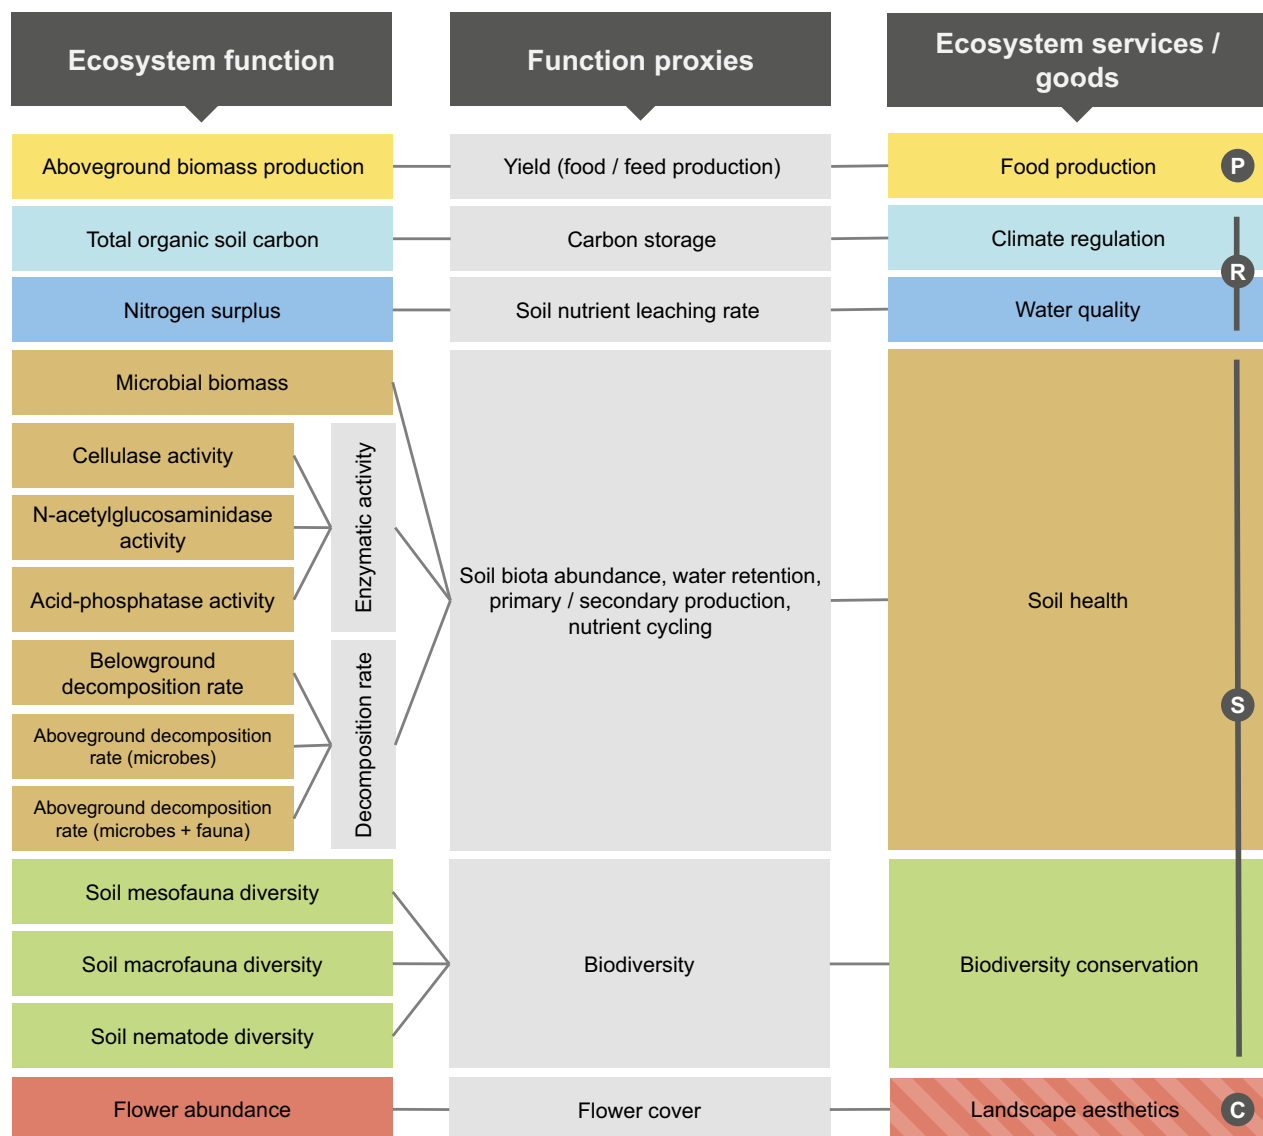 Ecosystem function
Function proxies
Ecosystem services /
goods
Aboveground biomass production
Yield (food / feed production)
Food production
P
Total organic soil carbon
Carbon storage
Climate regulation
R
Nitrogen surplus
Soil nutrient leaching rate
Water quality
Microbial biomass
Cellulase activity
N-acetylglucosaminidase
activity
Acid-phosphatase activity
Enzymatic activity
Belowground
decomposition rate
Aboveground decomposition
rate (microbes)
Aboveground decomposition
rate (microbes + fauna)
Decomposition rate
Soil biota abundance, water retention,
primary / secondary production,
nutrient cycling
Soil health
S
Soil mesofauna diversity
Soil macrofauna diversity
Soil nematode diversity
Biodiversity
Biodiversity conservation
Flower abundance
Flower cover
Landscape aesthetics
C